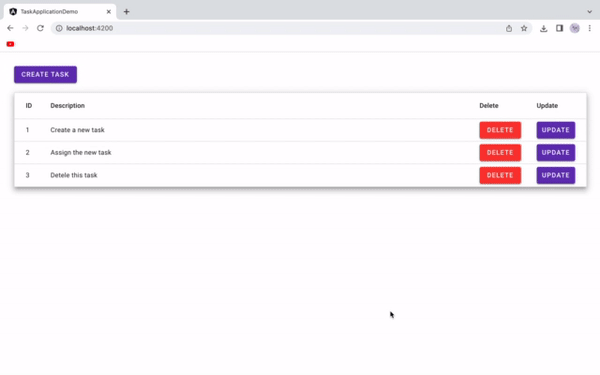 TaskApplicationDemo
localhost:4200
CREATE TASK
ID Description Delete Update
1 Create a new task DELETE UPDATE
2 Assign the new task DELETE UPDATE
3 Detele this task DELETE UPDATE